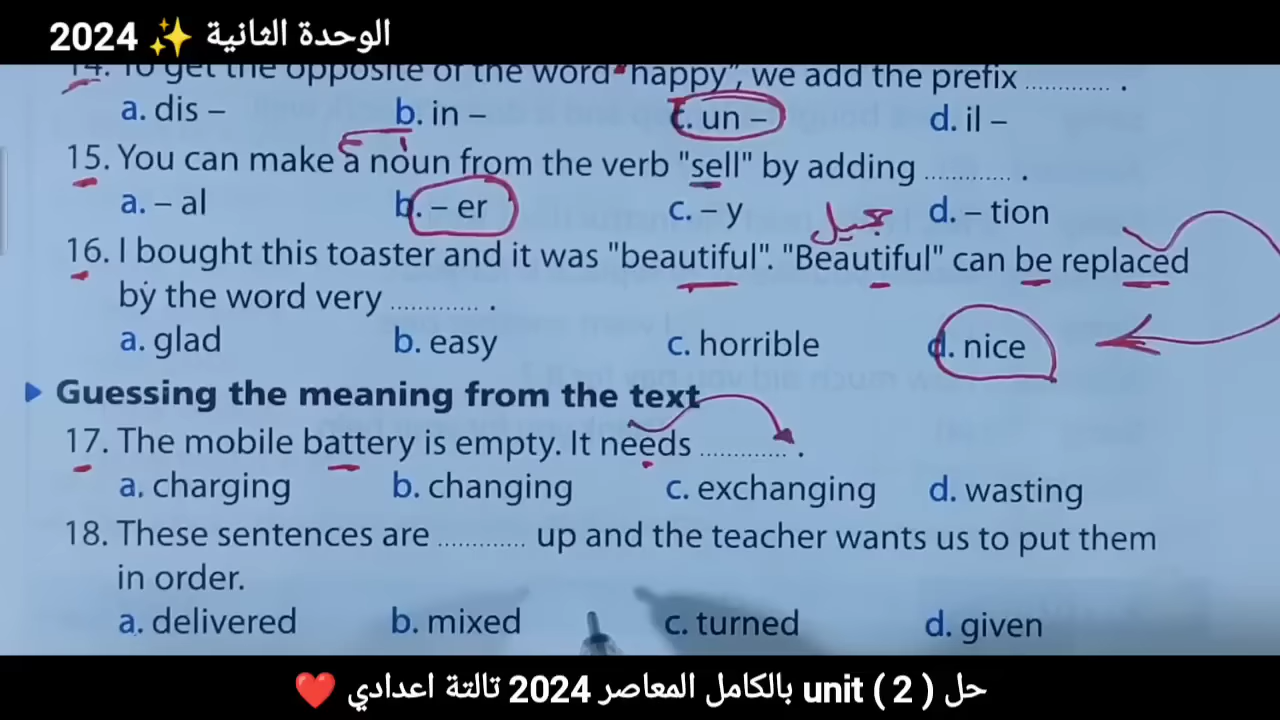 الوحدة الثانية ✨ 2024
14. To get the opposite of the word "happy", we add the prefix ............ .
a. dis – b. in – c. un – d. il –
15. You can make a noun from the verb "sell" by adding ............ .
a. – al b. – er c. – y d. – tion
جميل
16. I bought this toaster and it was "beautiful". "Beautiful" can be replaced
by the word very ............ .
a. glad b. easy c. horrible d. nice
Guessing the meaning from the text
17. The mobile battery is empty. It needs ............ .
a. charging b. changing c. exchanging d. wasting
18. These sentences are ............ up and the teacher wants us to put them
in order.
a. delivered b. mixed c. turned d. given
حل unit ( 2 ) بالكامل المعاصر 2024 تالتة اعدادي ❤️